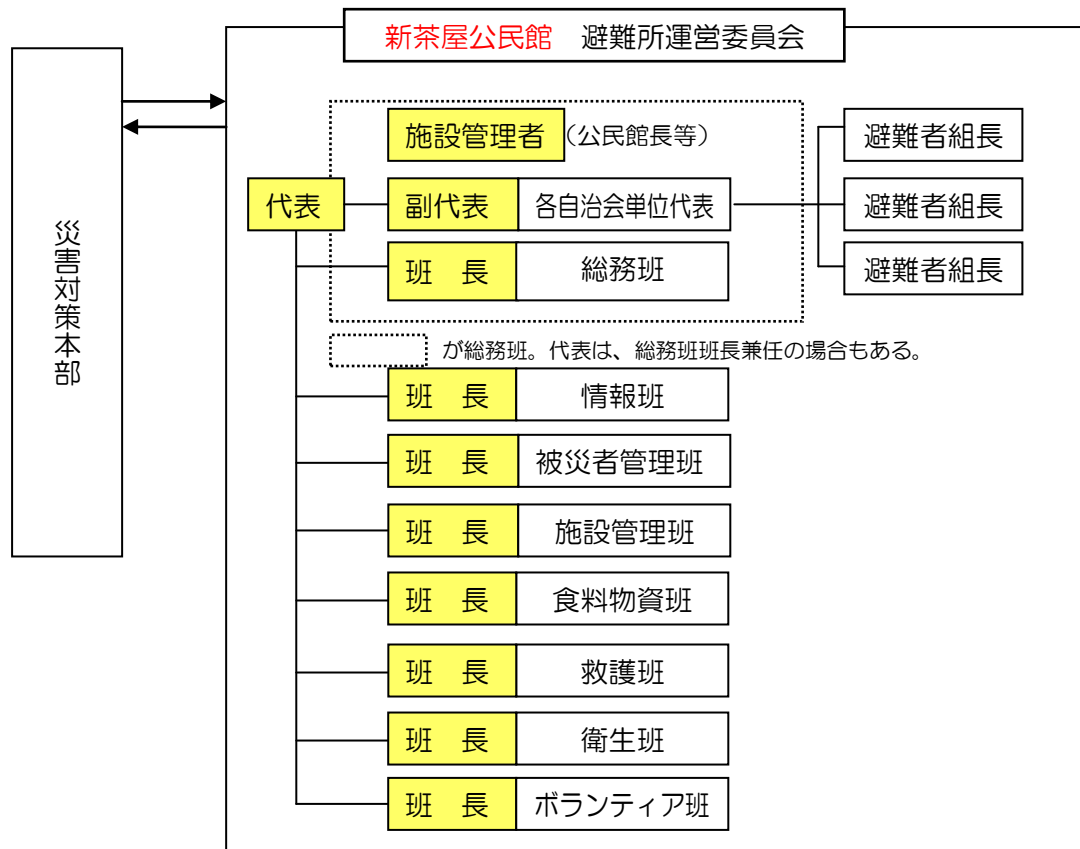 新茶屋公民館　避難所運営委員会
災害対策本部
施設管理者（公民館長等）
代表
副代表　各自治会単位代表
班　長　総務班
避難者組長
避難者組長
避難者組長
が総務班。代表は、総務班班長兼任の場合もある。
班　長　情報班
班　長　被災者管理班
班　長　施設管理班
班　長　食料物資班
班　長　救護班
班　長　衛生班
班　長　ボランティア班